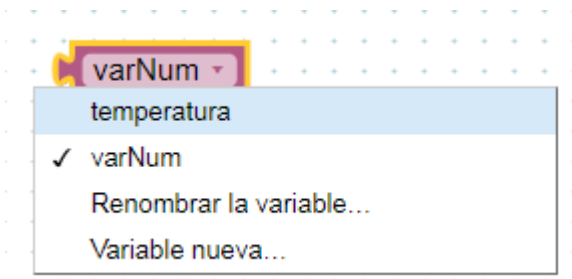 varNum
temperatura
✓ varNum
Renombrar la variable...
Variable nueva...